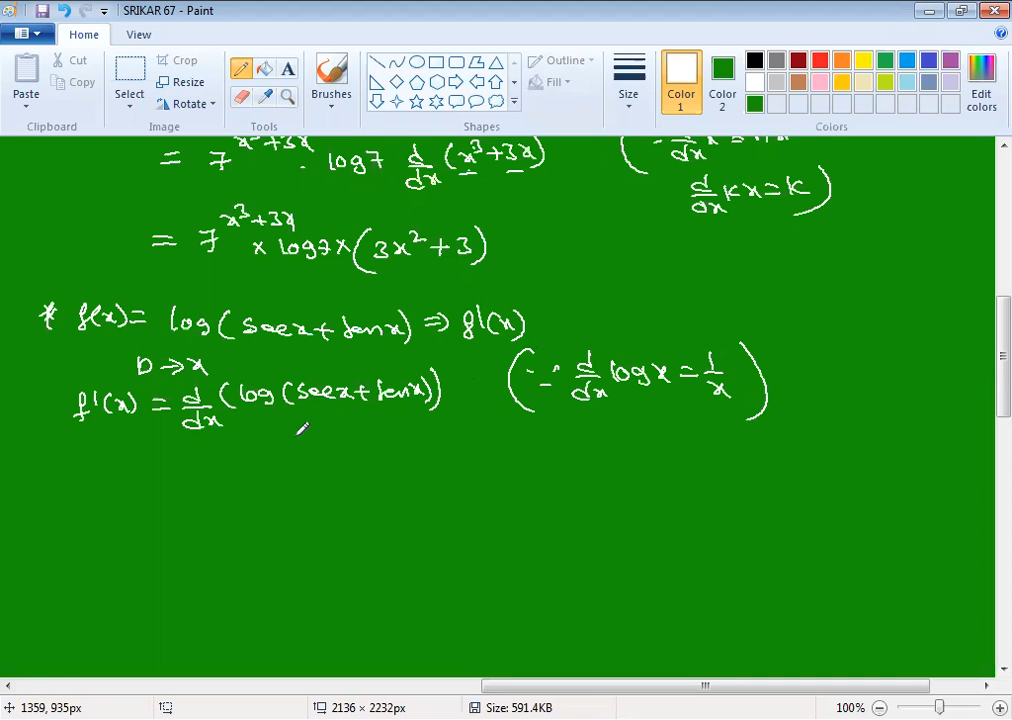 SRIKAR 67 - Paint
Home View
Paste Cut Copy
Select Crop Resize Rotate
A
Brushes
Outline Fill
Size
Color 1 Color 2
Edit colors
Clipboard Image Tools Shapes Colors
= 7^(x³+3x) . log7 d/dx (x³+3x)
d/dx kx = k)
= 7^(x³+3x) × log7 × (3x²+3)
* f(x)= log(secx+tanx) ⇒ f'(x)
D → x
f'(x) = d/dx (log(secx+tanx)) (∵ d/dx logx = 1/x)
1359, 935px 2136 × 2232px Size: 591.4KB 100%